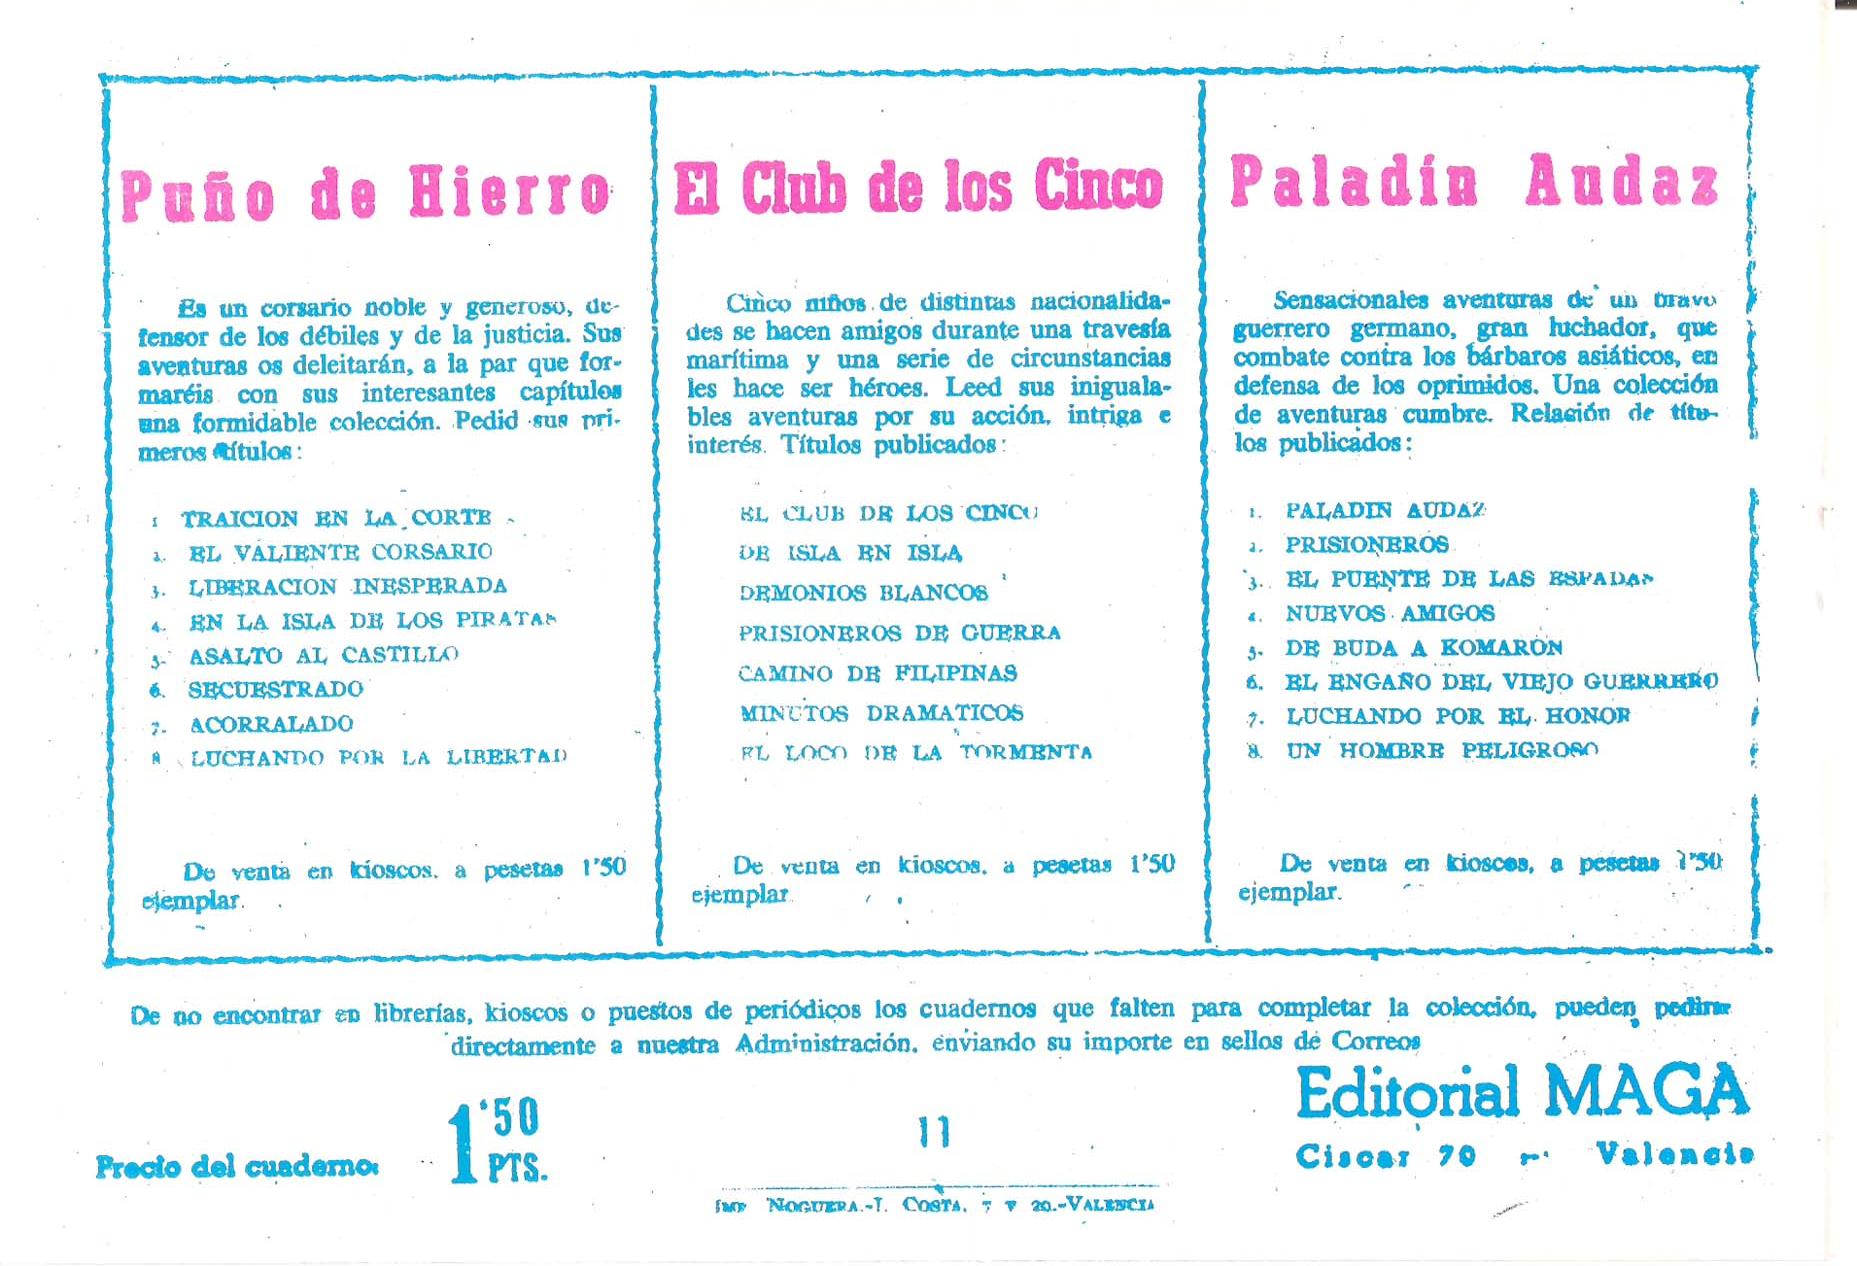 Puño de Hierro
Es un corsario noble y generoso, de-
fensor de los débiles y de la justicia. Sus
aventuras os deleitarán, a la par que for-
maréis con sus interesantes capítulos
una formidable colección. Pedid sus pri-
meros títulos:
1 TRAICION EN LA CORTE
2. EL VALIENTE CORSARIO
3. LIBERACION INESPERADA
4. EN LA ISLA DE LOS PIRATAS
5. ASALTO AL CASTILLO
6. SECUESTRADO
7. ACORRALADO
8 LUCHANDO POR LA LIBERTAD
De venta en kioscos, a pesetas 1'50
ejemplar.
El Club de los Cinco
Cinco niños de distintas nacionalida-
des se hacen amigos durante una travesía
marítima y una serie de circunstancias
les hace ser héroes. Leed sus iniguala-
bles aventuras por su acción, intriga e
interés. Títulos publicados:
EL CLUB DE LOS CINCO
DE ISLA EN ISLA
DEMONIOS BLANCOS
PRISIONEROS DE GUERRA
CAMINO DE FILIPINAS
MINUTOS DRAMATICOS
EL LOCO DE LA TORMENTA
De venta en kioscos, a pesetas 1'50
ejemplar
Paladín Audaz
Sensacionales aventuras de un bravo
guerrero germano, gran luchador, que
combate contra los bárbaros asiáticos, en
defensa de los oprimidos. Una colección
de aventuras cumbre. Relación de títu-
los publicados:
1. PALADIN AUDAZ
2. PRISIONEROS
3. EL PUENTE DE LAS ESPADAS
4. NUEVOS AMIGOS
5. DE BUDA A KOMARON
6. EL ENGAÑO DEL VIEJO GUERRERO
7. LUCHANDO POR EL HONOR
8. UN HOMBRE PELIGROSO
De venta en kioscos, a pesetas 1'50
ejemplar.
De no encontrar en librerías, kioscos o puestos de periódicos los cuadernos que falten para completar la colección, pueden pedirse
directamente a nuestra Administración, enviando su importe en sellos de Correos
Precio del cuaderno: 1'50 PTS.
11
Editorial MAGA
Ciscar 70 - Valencia
IMP NOGUERA.-J. COSTA, 7 Y 20.-VALENCIA